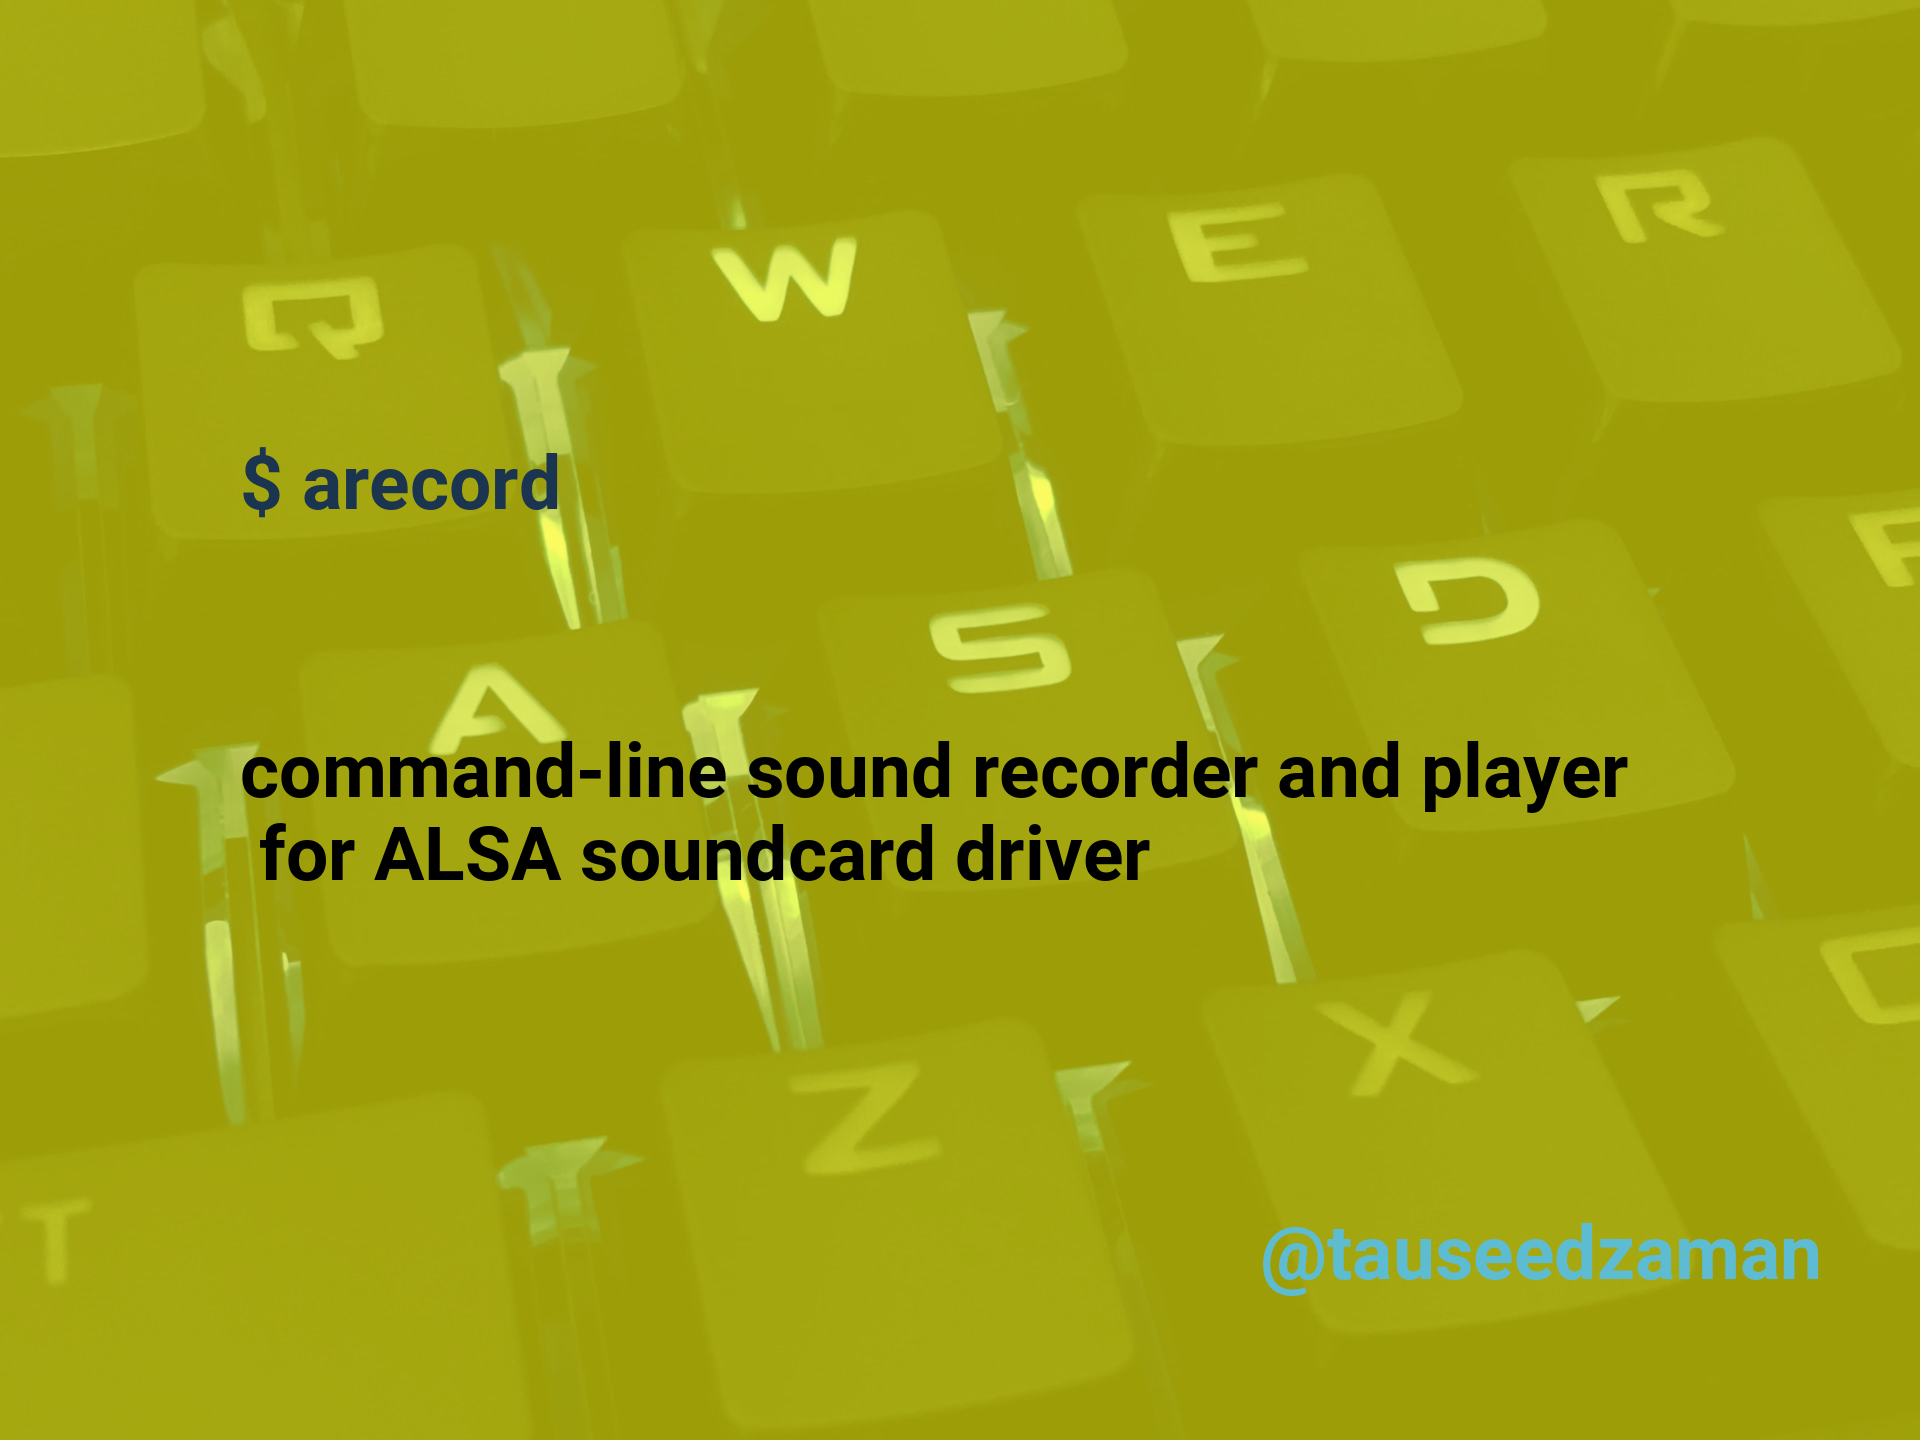 Q W E R
$ arecord
A S D F
command-line sound recorder and player
for ALSA soundcard driver
Z X
@tauseedzaman
T